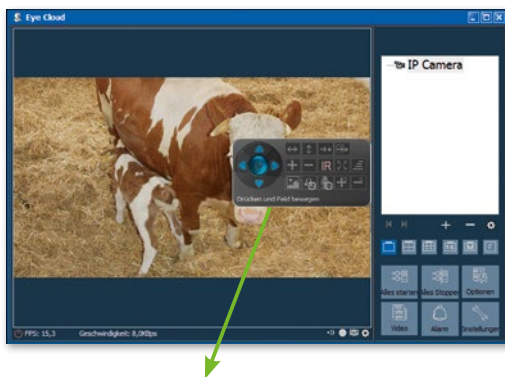 Eye Cloud
IP Camera
IR
Drücken und Feld bewegen
Alles starten
Alles Stoppen
Optionen
Video
Alarm
Einstellungen
FPS: 15,3
Geschwindigkeit: 8,0KBps